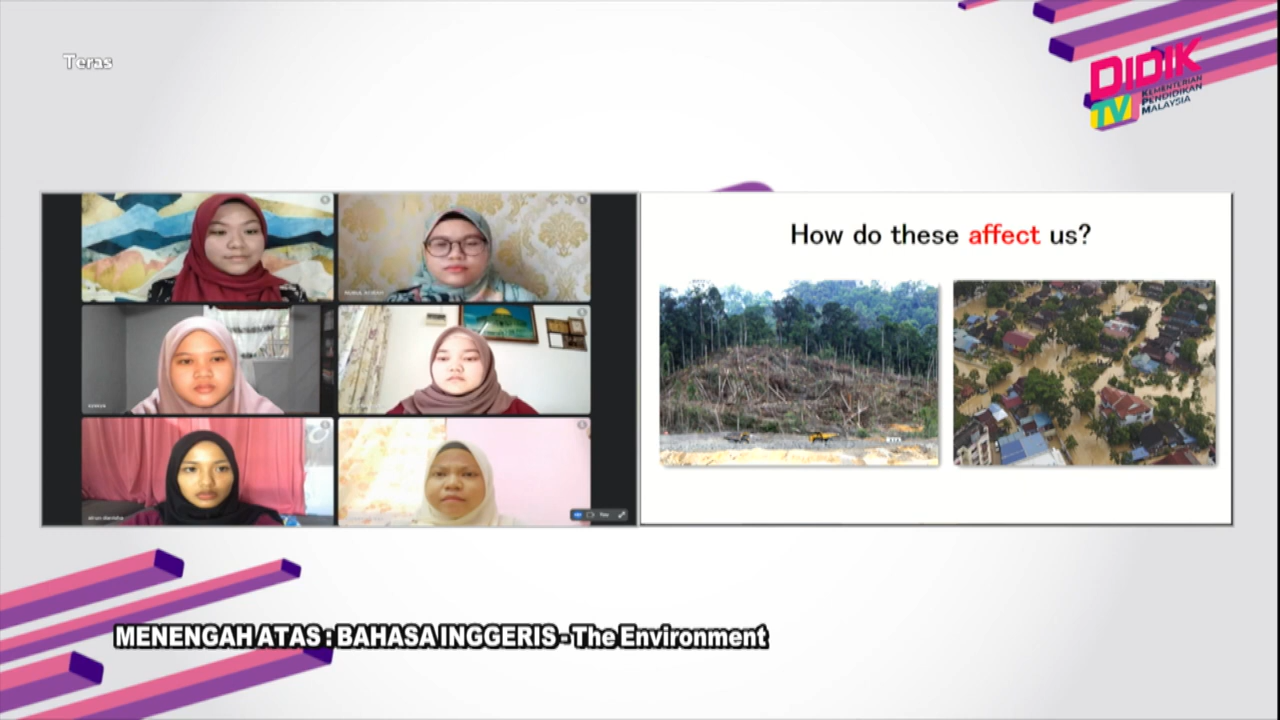 Teras
DIDIK
TV
KEMENTERIAN
PENDIDIKAN
MALAYSIA
How do these affect us?
MENENGAH ATAS : BAHASA INGGERIS - The Environment